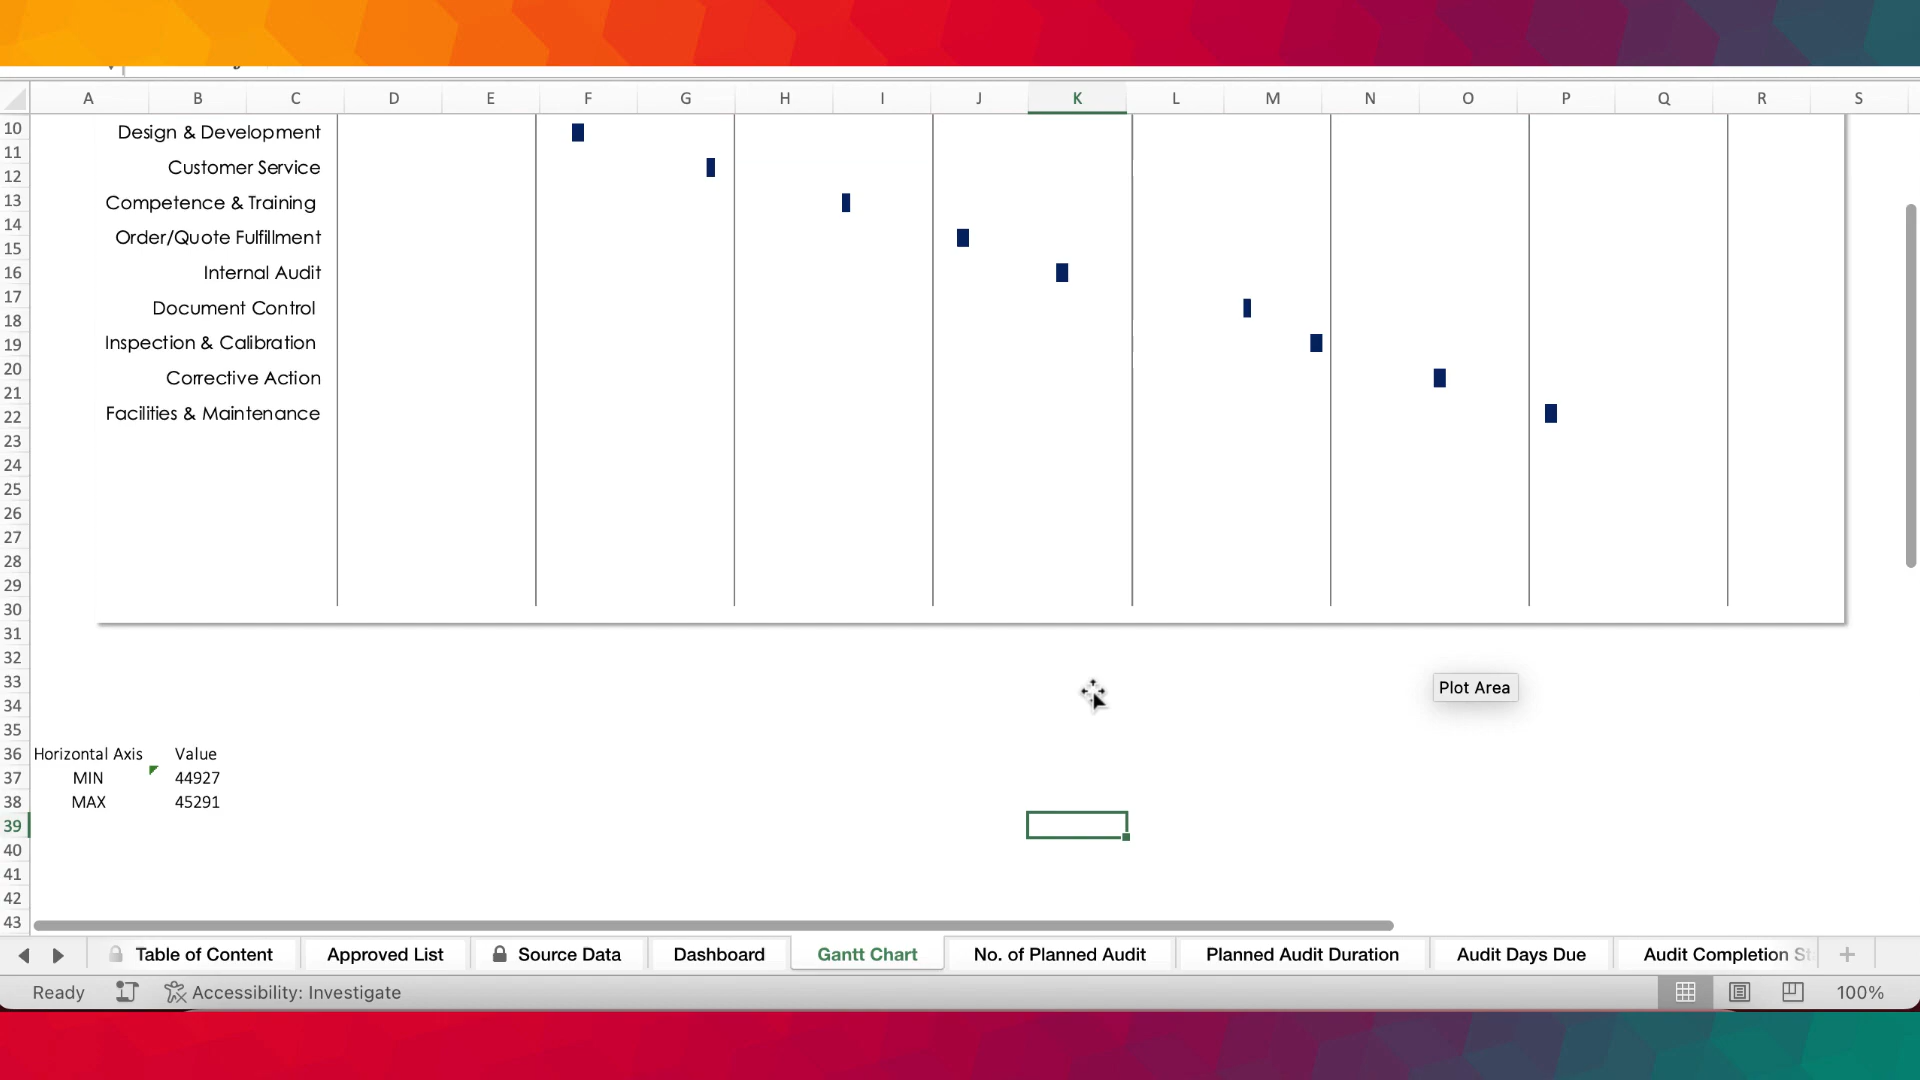 A B C D E F G H I J K L M N O P Q R S
10 Design & Development
11 Customer Service
12
13 Competence & Training
14 Order/Quote Fulfillment
15
16 Internal Audit
17 Document Control
18
19 Inspection & Calibration
20 Corrective Action
21
22 Facilities & Maintenance
23
24
25
26
27
28
29
30
31
32
33 Plot Area
34
35
36 Horizontal Axis Value
37 MIN 44927
38 MAX 45291
39
40
41
42
43
Table of Content Approved List Source Data Dashboard Gantt Chart No. of Planned Audit Planned Audit Duration Audit Days Due Audit Completion St
Ready Accessibility: Investigate 100%